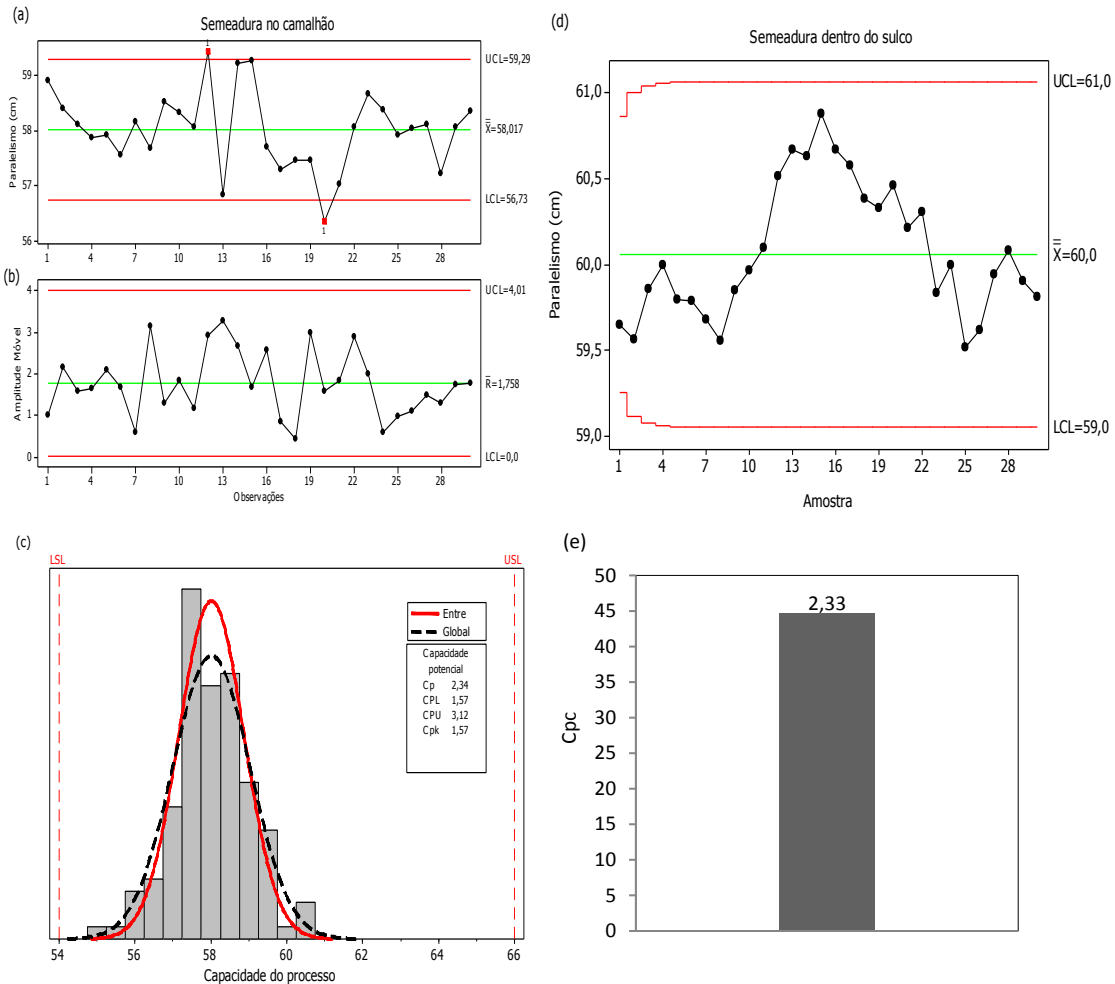 (a)
Semeadura no camalhão
Paralelismo (cm)
59
58
57
56
1
1
UCL=59,29
X=58,017
LCL=56,73
1 4 7 10 13 16 19 22 25 28
(b)
Amplitude Móvel
4
3
2
1
0
UCL=4,01
R=1,758
LCL=0,0
1 4 7 10 13 16 19 22 25 28
Observações
(d)
Semeadura dentro do sulco
Paralelismo (cm)
61,0
60,5
60,0
59,5
59,0
UCL=61,0
X=60,0
LCL=59,0
1 4 7 10 13 16 19 22 25 28
Amostra
(c)
LSL
USL
Entre
Global
Capacidade
potencial
Cp 2,34
CPL 1,57
CPU 3,12
Cpk 1,57
54 56 58 60 62 64 66
Capacidade do processo
(e)
Cpc
50
45
40
35
30
25
20
15
10
5
0
2,33